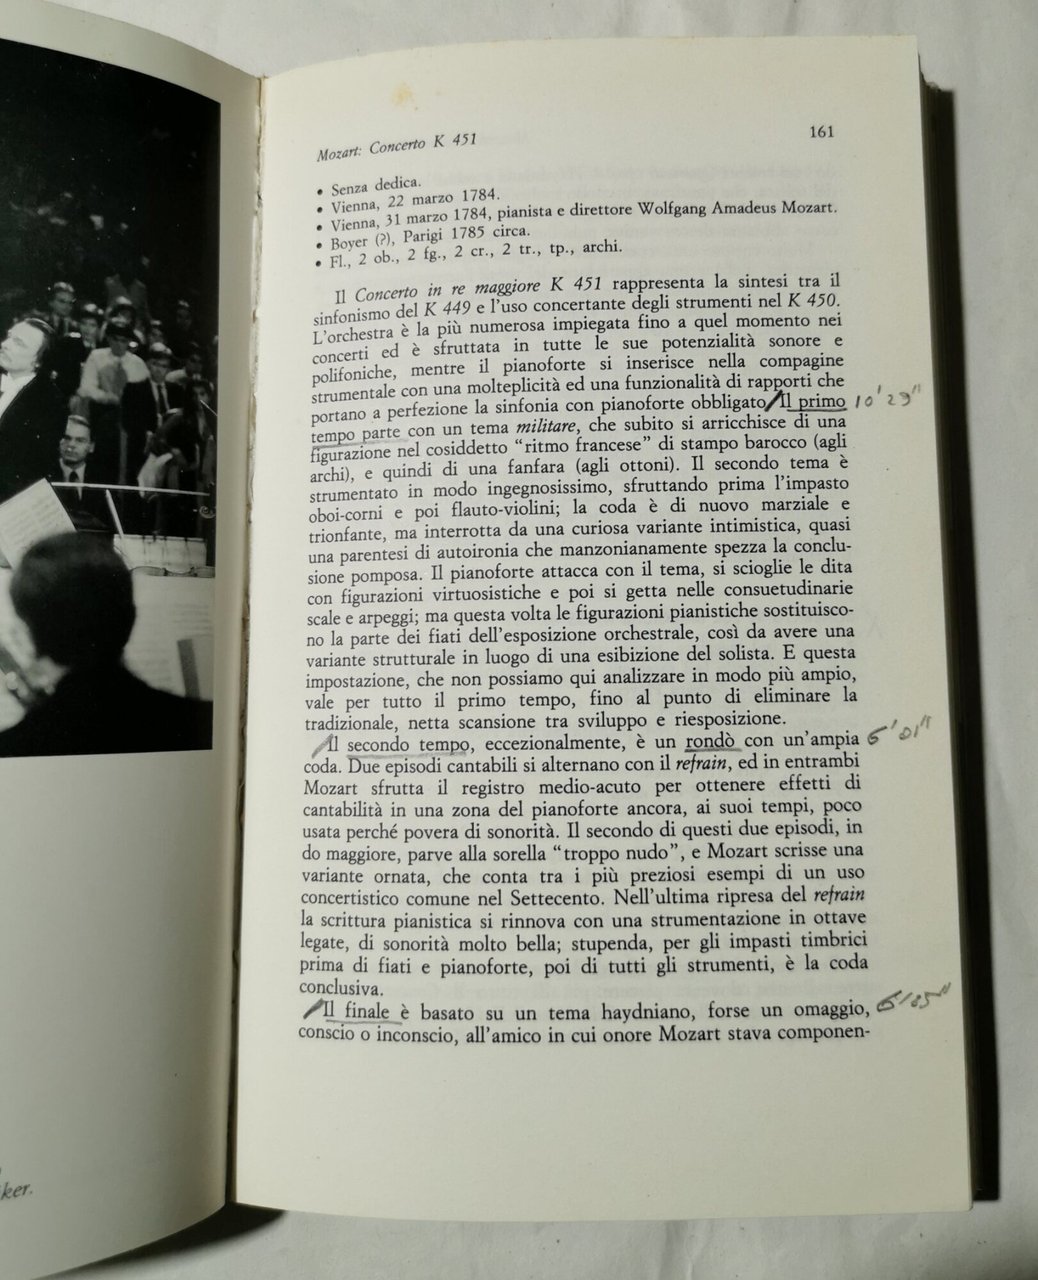 Mozart: Concerto K 451
161
• Senza dedica.
• Vienna, 22 marzo 1784.
• Vienna, 31 marzo 1784, pianista e direttore Wolfgang Amadeus Mozart.
• Boyer (?), Parigi 1785 circa.
• Fl., 2 ob., 2 fg., 2 cr., 2 tr., tp., archi.
Il Concerto in re maggiore K 451 rappresenta la sintesi tra il
sinfonismo del K 449 e l'uso concertante degli strumenti nel K 450.
L'orchestra è la più numerosa impiegata fino a quel momento nei
concerti ed è sfruttata in tutte le sue potenzialità sonore e
polifoniche, mentre il pianoforte si inserisce nella compagine
strumentale con una molteplicità ed una funzionalità di rapporti che
portano a perfezione la sinfonia con pianoforte obbligato. Il primo 10' 29"
tempo parte con un tema militare, che subito si arricchisce di una
figurazione nel cosiddetto "ritmo francese" di stampo barocco (agli
archi), e quindi di una fanfara (agli ottoni). Il secondo tema è
strumentato in modo ingegnosissimo, sfruttando prima l'impasto
oboi-corni e poi flauto-violini; la coda è di nuovo marziale e
trionfante, ma interrotta da una curiosa variante intimistica, quasi
una parentesi di autoironia che manzonianamente spezza la conclu-
sione pomposa. Il pianoforte attacca con il tema, si scioglie le dita
con figurazioni virtuosistiche e poi si getta nelle consuetudinarie
scale e arpeggi; ma questa volta le figurazioni pianistiche sostituisco-
no la parte dei fiati dell'esposizione orchestrale, così da avere una
variante strutturale in luogo di una esibizione del solista. E questa
impostazione, che non possiamo qui analizzare in modo più ampio,
vale per tutto il primo tempo, fino al punto di eliminare la
tradizionale, netta scansione tra sviluppo e riesposizione.
Il secondo tempo, eccezionalmente, è un rondò con un'ampia 6' 01"
coda. Due episodi cantabili si alternano con il refrain, ed in entrambi
Mozart sfrutta il registro medio-acuto per ottenere effetti di
cantabilità in una zona del pianoforte ancora, ai suoi tempi, poco
usata perché povera di sonorità. Il secondo di questi due episodi, in
do maggiore, parve alla sorella "troppo nudo", e Mozart scrisse una
variante ornata, che conta tra i più preziosi esempi di un uso
concertistico comune nel Settecento. Nell'ultima ripresa del refrain
la scrittura pianistica si rinnova con una strumentazione in ottave
legate, di sonorità molto bella; stupenda, per gli impasti timbrici
prima di fiati e pianoforte, poi di tutti gli strumenti, è la coda
conclusiva.
Il finale è basato su un tema haydniano, forse un omaggio,
conscio o inconscio, all'amico in cui onore Mozart stava componen-
ker.